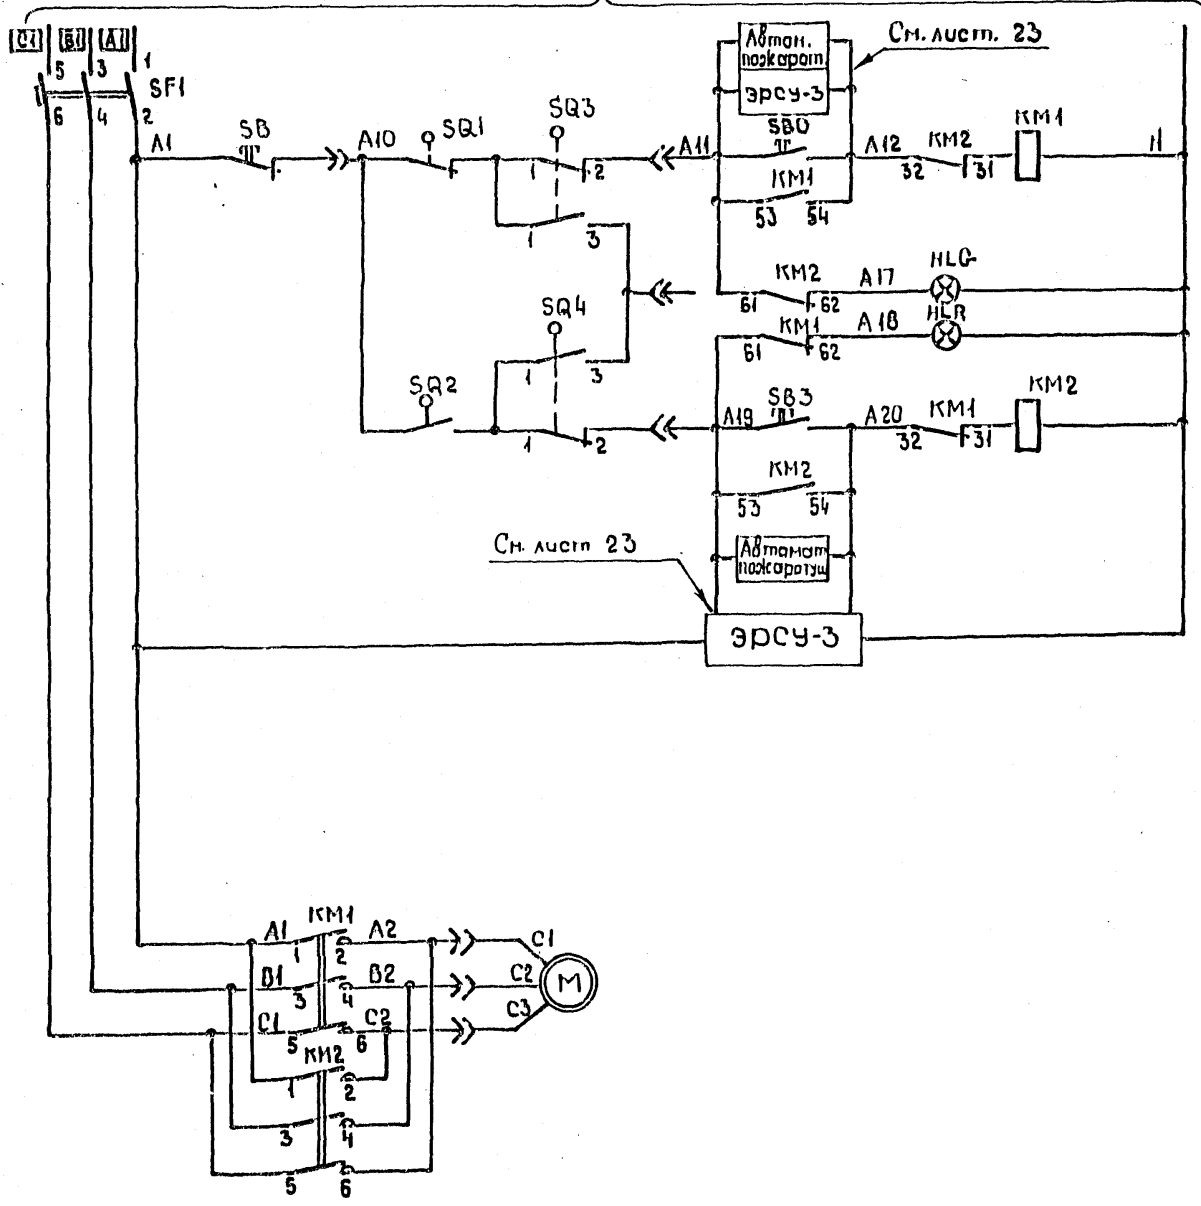 C1 B1 A1
5 3 1
SF1
6 4 2
См. лист. 23
Автом.
пожарот.
ЭРСУ-3
A1 SB A10 SQ1 SQ3 A11 SB0 A12 KM2 KM1 N
1 2 32 31
KM1
53 54
1 3
KM2 A17 HLG
61 62
SQ4 KM1 A18 HLR
61 62
1 3
SQ2 A19 SB3 A20 KM1 KM2
1 2 32 31
KM2
53 54
См. лист 23
Автомат
пожаротуш
ЭРСУ-3
KM1
A1 A2 C1
1 2
B1 B2 C2 M
3 4
C1 C2 C3
5 6
KM2
1 2
3 4
5 6